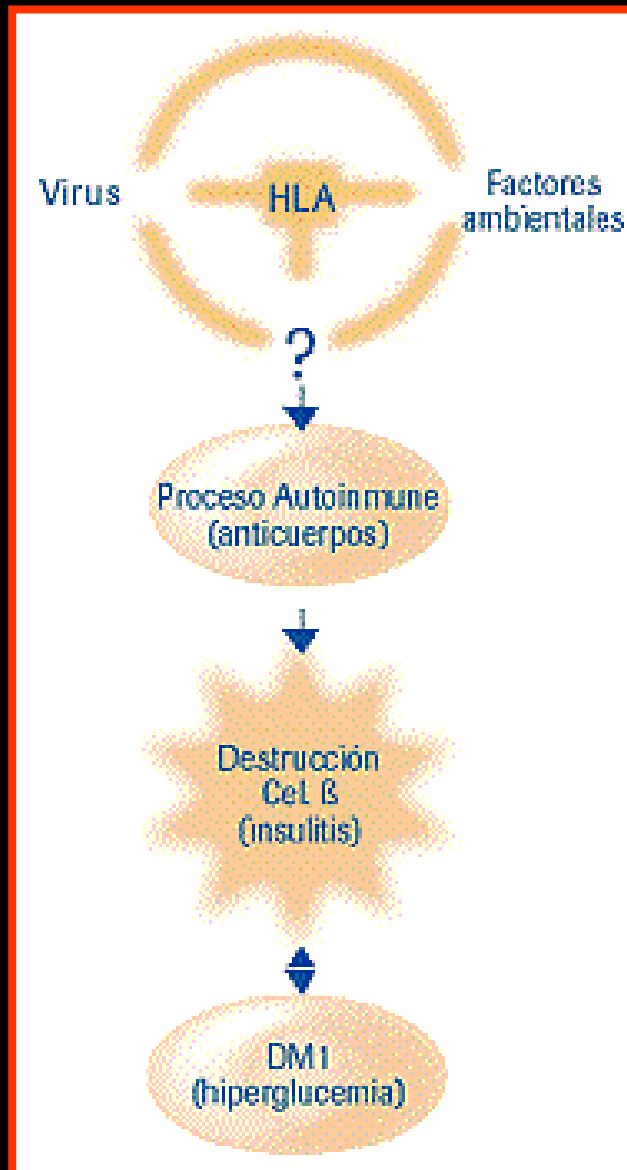 Virus
HLA
Factores
ambientales
?
Proceso Autoinmune
(anticuerpos)
Destrucción
Cel. ß
(insulitis)
DM1
(hiperglucemia)